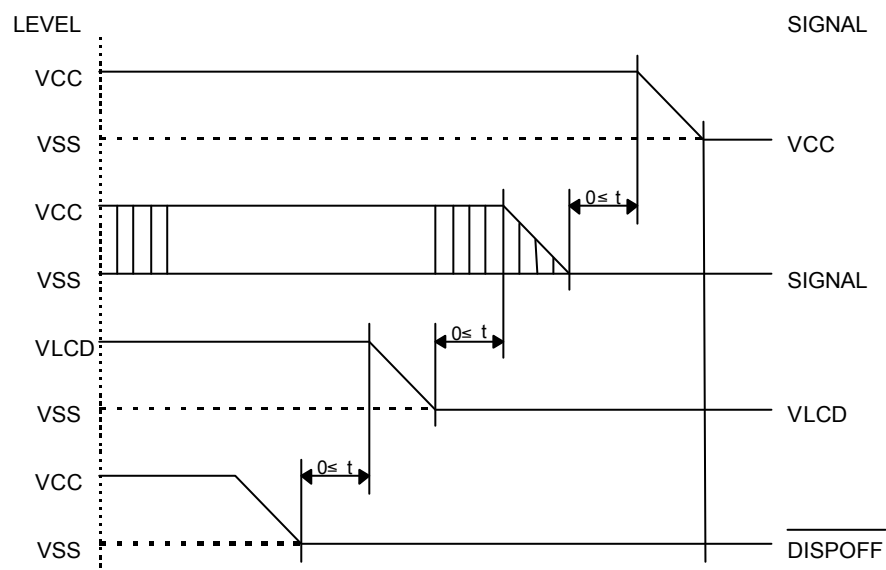 LEVEL SIGNAL
VCC
VSS VCC
VCC 0≤ t
VSS SIGNAL
VLCD 0≤ t
VSS VLCD
VCC 0≤ t
VSS DISPOFF